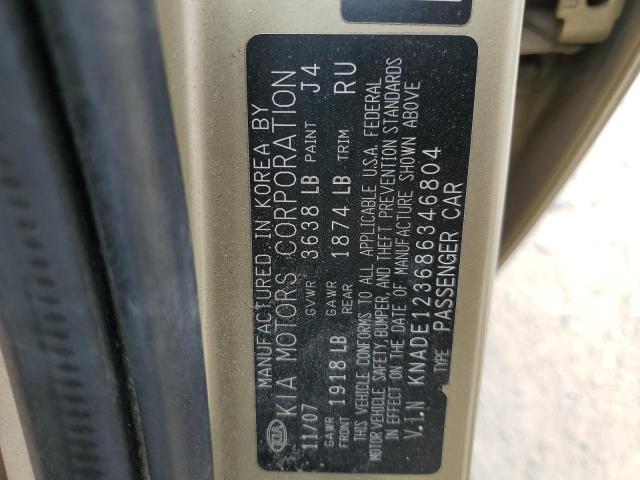 MANUFACTURED IN KOREA BY
KIA KIA MOTORS CORPORATION
11/07 GVWR 3638 LB PAINT J4
GAWR FRONT 1918 LB GAWR REAR 1874 LB TRIM RU
THIS VEHICLE CONFORMS TO ALL APPLICABLE U.S.A. FEDERAL
MOTOR VEHICLE SAFETY, BUMPER, AND THEFT PREVENTION STANDARDS
IN EFFECT ON THE DATE OF MANUFACTURE SHOWN ABOVE
V.I.N KNADE123686346804
TYPE PASSENGER CAR